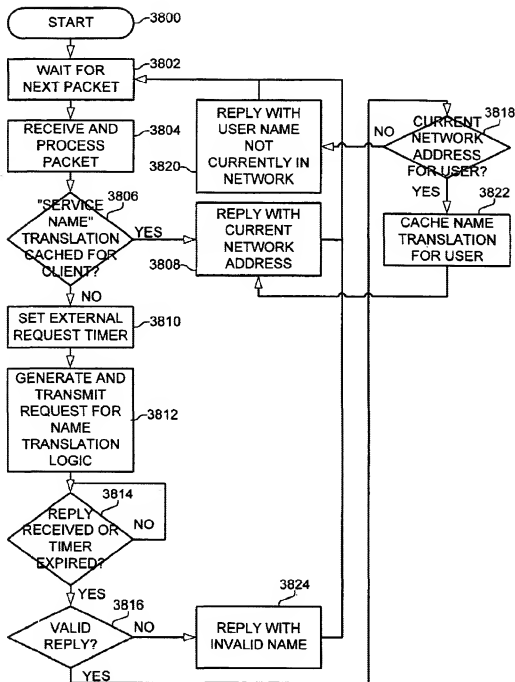 START
3800
WAIT FOR
NEXT PACKET
3802
RECEIVE AND
PROCESS
PACKET
3804
"SERVICE
NAME"
TRANSLATION
CACHED FOR
CLIENT?
3806
YES
NO
REPLY WITH
CURRENT
NETWORK
ADDRESS
3808
SET EXTERNAL
REQUEST TIMER
3810
GENERATE AND
TRANSMIT
REQUEST FOR
NAME
TRANSLATION
LOGIC
3812
REPLY
RECEIVED OR
TIMER
EXPIRED?
3814
NO
YES
VALID
REPLY?
3816
NO
YES
REPLY WITH
INVALID NAME
3824
CURRENT
NETWORK
ADDRESS
FOR USER?
3818
NO
YES
REPLY WITH
USER NAME
NOT
CURRENTLY IN
NETWORK
3820
CACHE NAME
TRANSLATION
FOR USER
3822